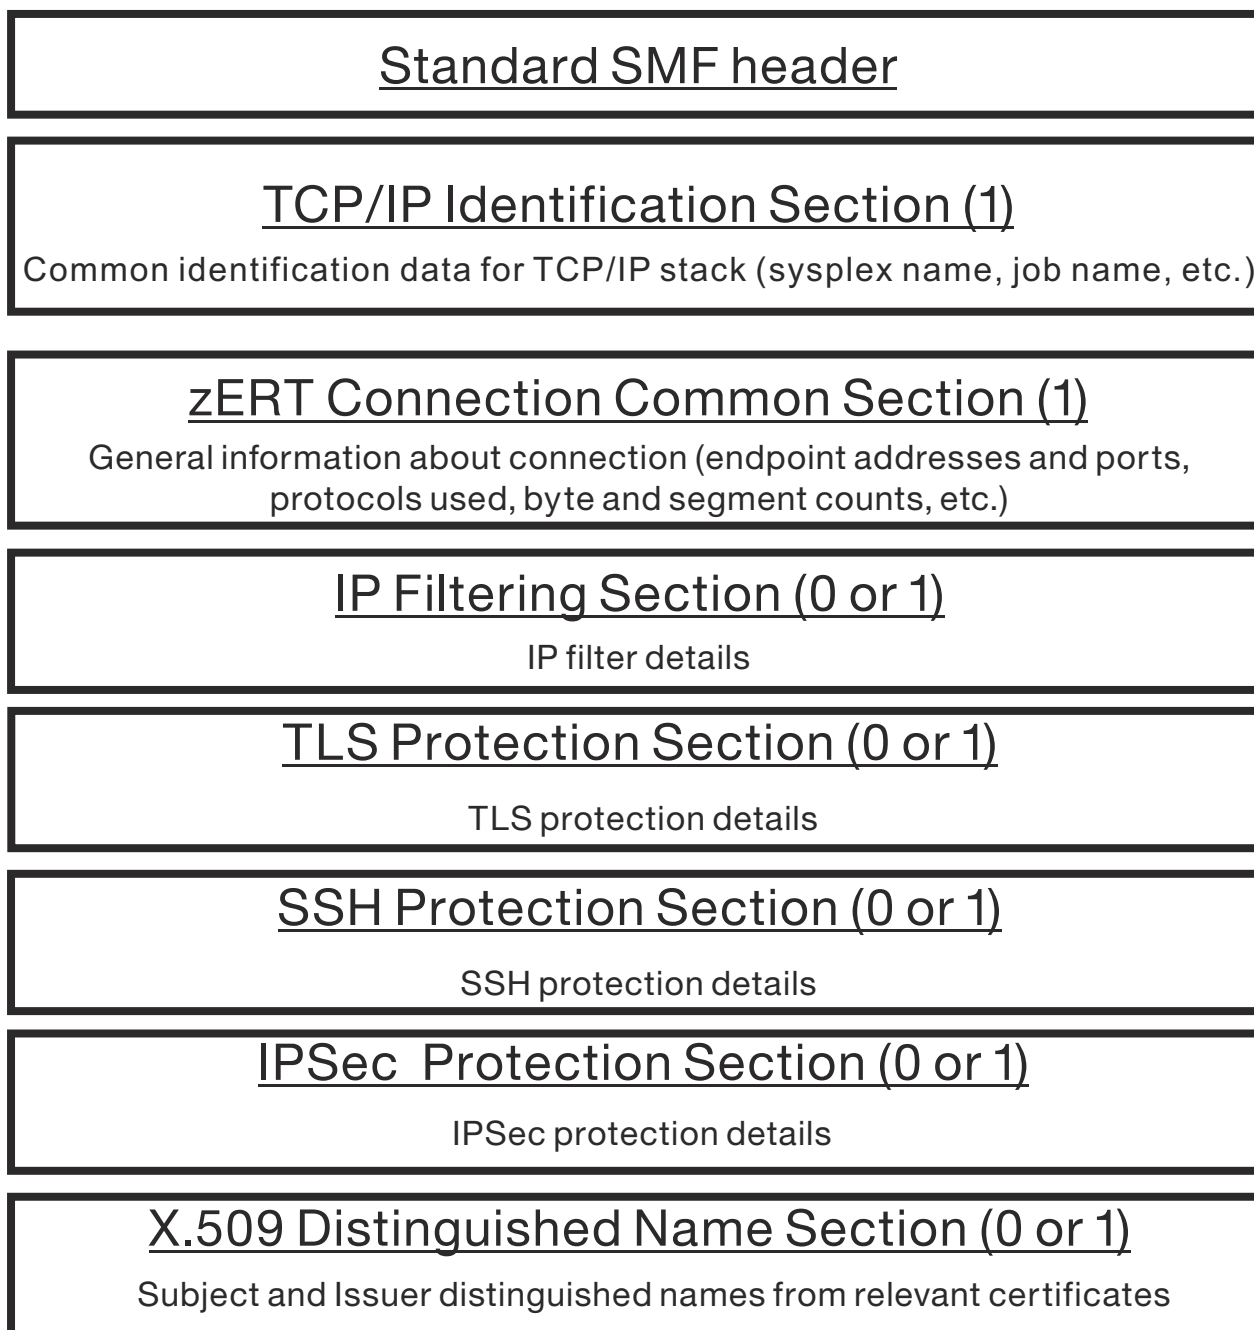 Standard SMF header
TCP/IP Identification Section (1)
Common identification data for TCP/IP stack (sysplex name, job name, etc.)
zERT Connection Common Section (1)
General information about connection (endpoint addresses and ports,
protocols used, byte and segment counts, etc.)
IP Filtering Section (0 or 1)
IP filter details
TLS Protection Section (0 or 1)
TLS protection details
SSH Protection Section (0 or 1)
SSH protection details
IPSec Protection Section (0 or 1)
IPSec protection details
X.509 Distinguished Name Section (0 or 1)
Subject and Issuer distinguished names from relevant certificates